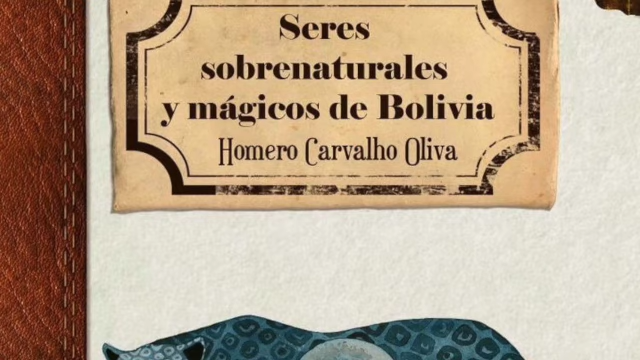 Seres
sobrenaturales
y mágicos de Bolivia
Homero Carvalho Oliva